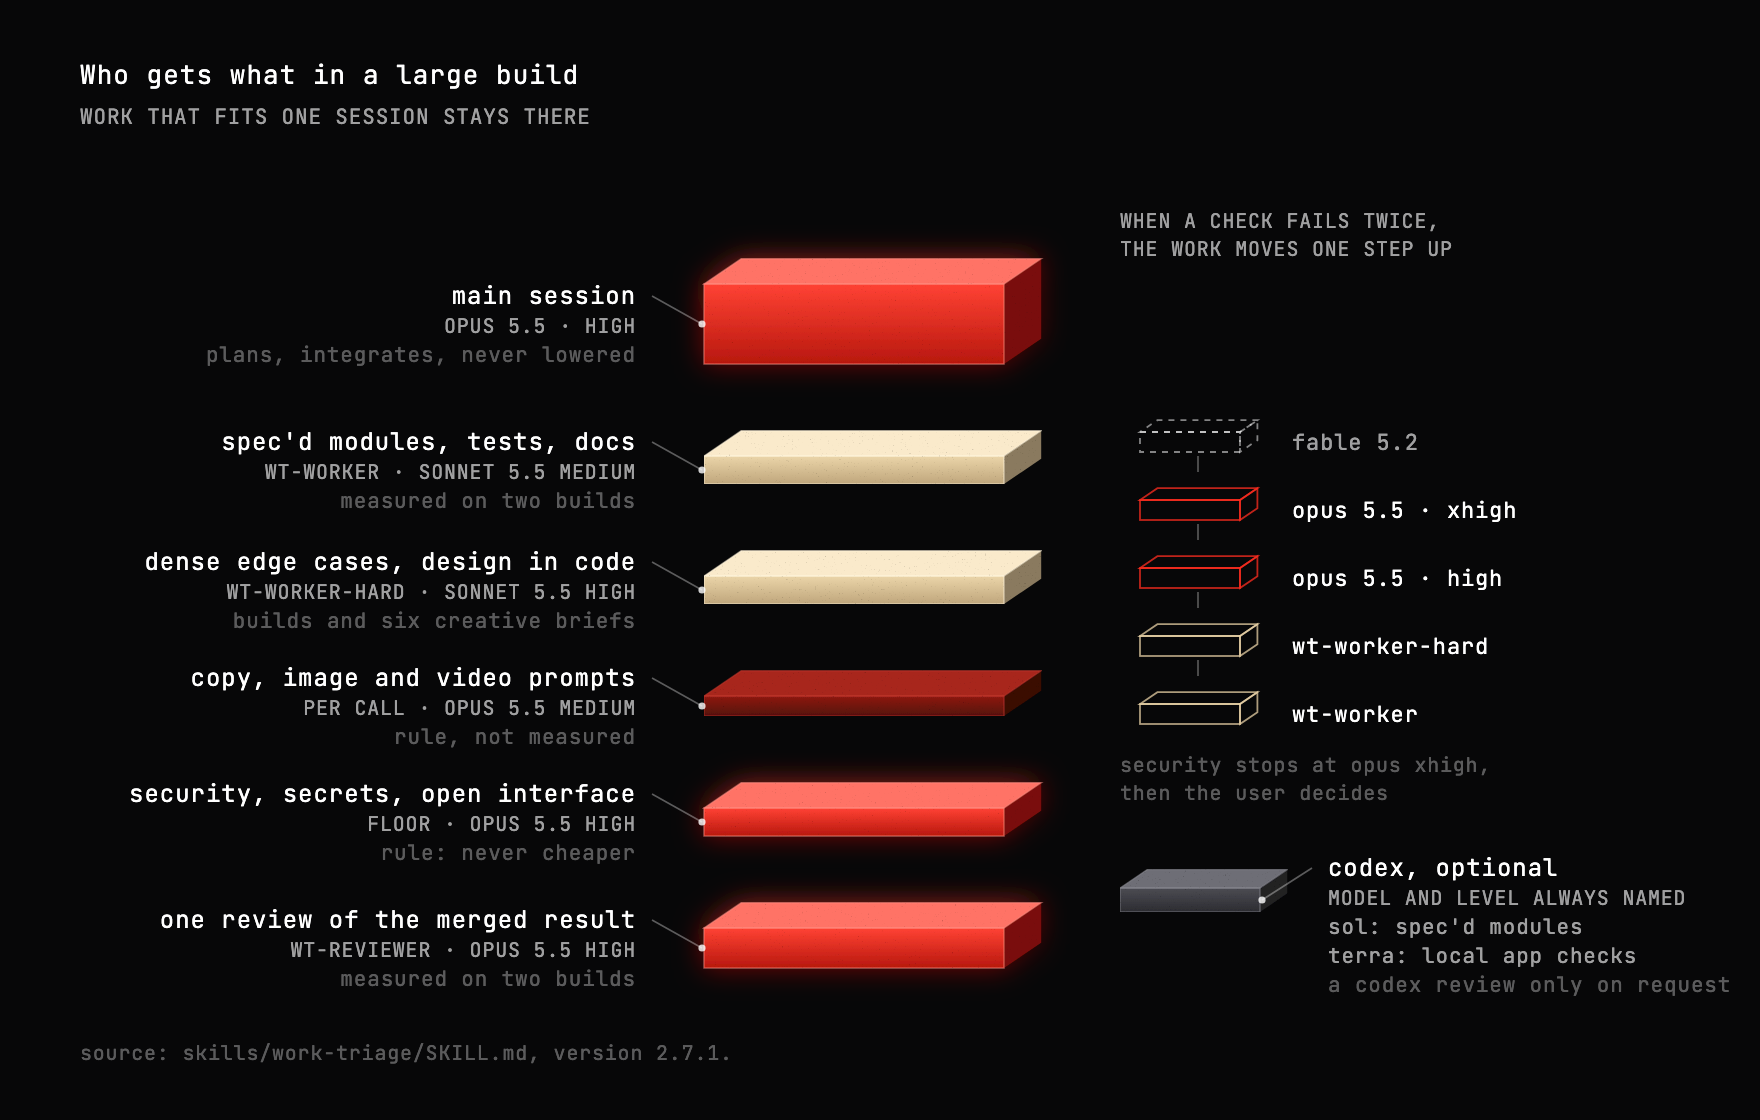 Who gets what in a large build
WORK THAT FITS ONE SESSION STAYS THERE
main session
OPUS 5.5 · HIGH
plans, integrates, never lowered
spec'd modules, tests, docs
WT-WORKER · SONNET 5.5 MEDIUM
measured on two builds
dense edge cases, design in code
WT-WORKER-HARD · SONNET 5.5 HIGH
builds and six creative briefs
copy, image and video prompts
PER CALL · OPUS 5.5 MEDIUM
rule, not measured
security, secrets, open interface
FLOOR · OPUS 5.5 HIGH
rule: never cheaper
one review of the merged result
WT-REVIEWER · OPUS 5.5 HIGH
measured on two builds
WHEN A CHECK FAILS TWICE,
THE WORK MOVES ONE STEP UP
fable 5.2
opus 5.5 · xhigh
opus 5.5 · high
wt-worker-hard
wt-worker
security stops at opus xhigh,
then the user decides
codex, optional
MODEL AND LEVEL ALWAYS NAMED
sol: spec'd modules
terra: local app checks
a codex review only on request
source: skills/work-triage/SKILL.md, version 2.7.1.